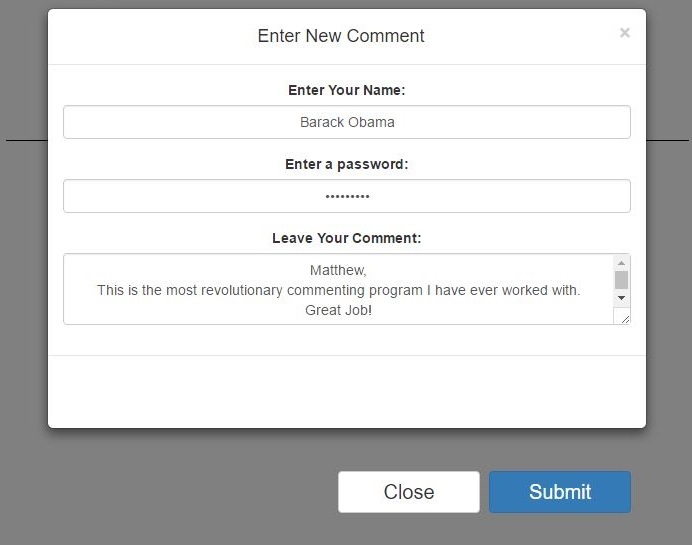 Enter New Comment ×
Enter Your Name:
Barack Obama
Enter a password:
•••••••••
Leave Your Comment:
Matthew,
This is the most revolutionary commenting program I have ever worked with.
Great Job!
Close Submit